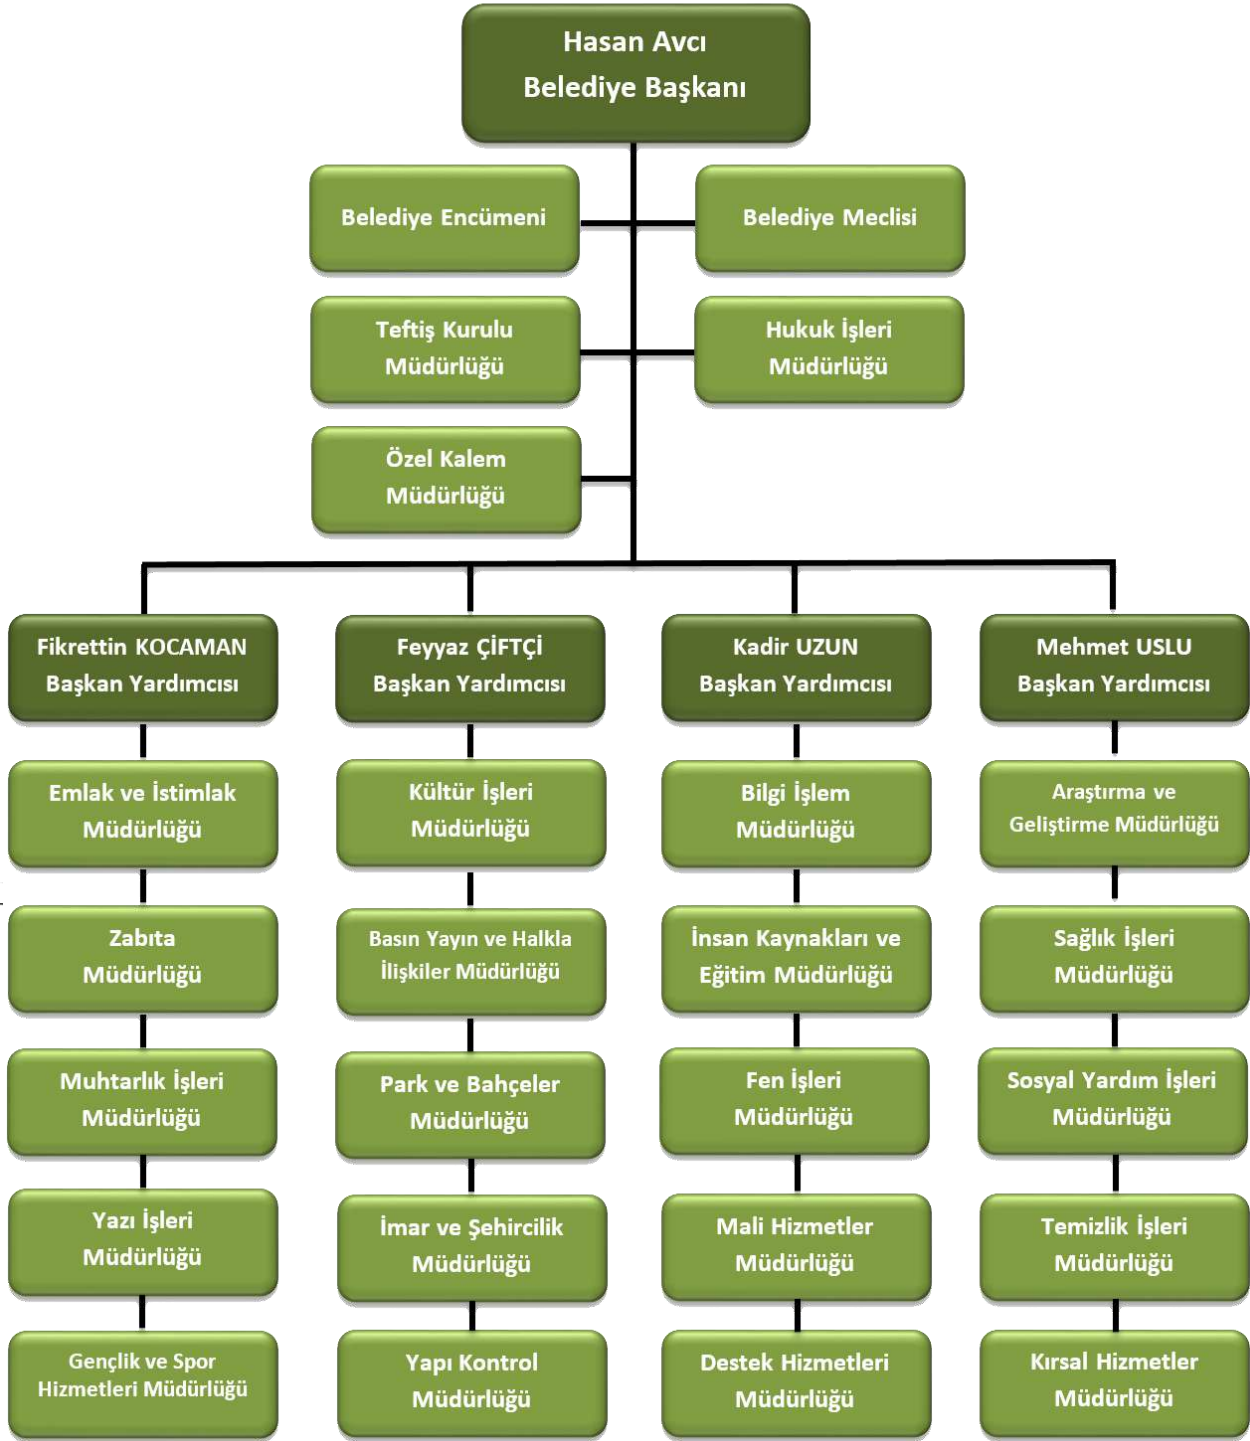 Hasan Avcı
Belediye Başkanı
Belediye Encümeni
Belediye Meclisi
Teftiş Kurulu
Müdürlüğü
Hukuk İşleri
Müdürlüğü
Özel Kalem
Müdürlüğü
Fikrettin KOCAMAN
Başkan Yardımcısı
Feyyaz ÇİFTÇİ
Başkan Yardımcısı
Kadir UZUN
Başkan Yardımcısı
Mehmet USLU
Başkan Yardımcısı
Emlak ve İstimlak
Müdürlüğü
Kültür İşleri
Müdürlüğü
Bilgi İşlem
Müdürlüğü
Araştırma ve
Geliştirme Müdürlüğü
Zabıta
Müdürlüğü
Basın Yayın ve Halkla
İlişkiler Müdürlüğü
İnsan Kaynakları ve
Eğitim Müdürlüğü
Sağlık İşleri
Müdürlüğü
Muhtarlık İşleri
Müdürlüğü
Park ve Bahçeler
Müdürlüğü
Fen İşleri
Müdürlüğü
Sosyal Yardım İşleri
Müdürlüğü
Yazı İşleri
Müdürlüğü
İmar ve Şehircilik
Müdürlüğü
Mali Hizmetler
Müdürlüğü
Temizlik İşleri
Müdürlüğü
Gençlik ve Spor
Hizmetleri Müdürlüğü
Yapı Kontrol
Müdürlüğü
Destek Hizmetleri
Müdürlüğü
Kırsal Hizmetler
Müdürlüğü